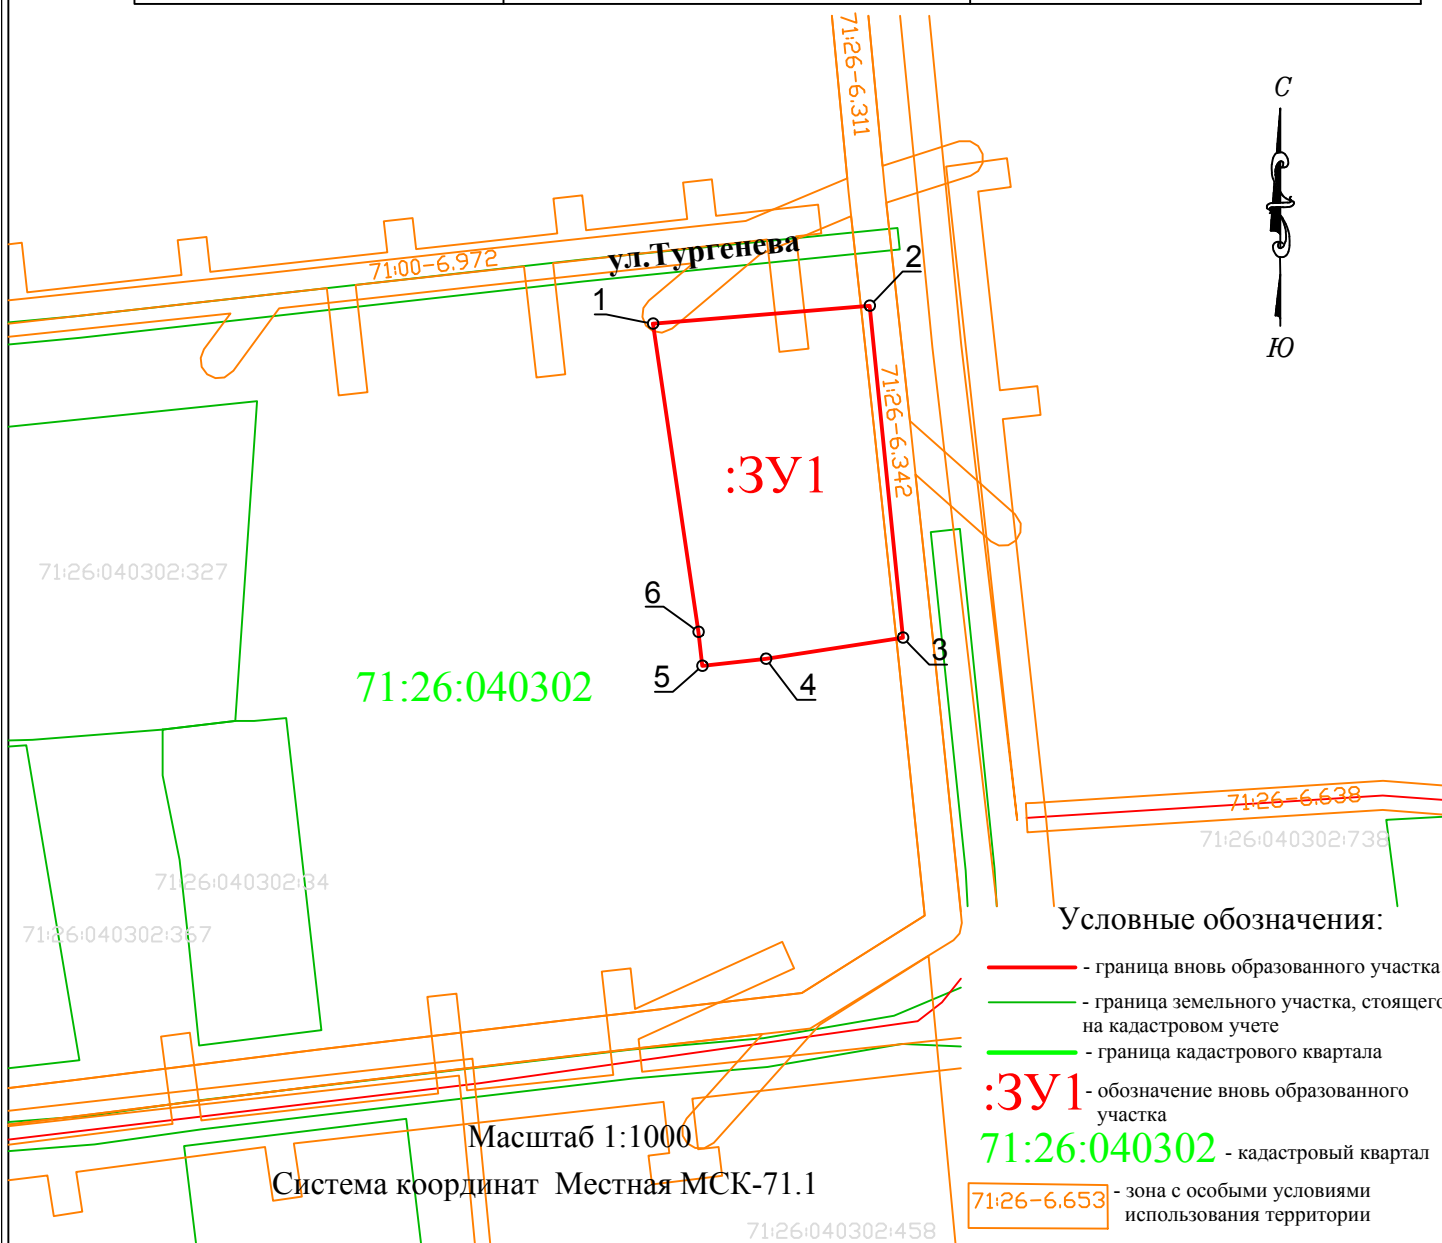 71:26-6.311
С
Ю
71:00-6.972
ул.Тургенева
2
1
71:26-6.342
:ЗУ1
71:26:040302:327
6
3
5
4
71:26:040302
71:26-6.638
71:26:040302:738
71:26:040302:34
71:26:040302:367
Условные обозначения:
- граница вновь образованного участка
- граница земельного участка, стоящего
на кадастровом учете
- граница кадастрового квартала
:ЗУ1 - обозначение вновь образованного
участка
71:26:040302 - кадастровый квартал
71:26-6.653 - зона с особыми условиями
использования территории
Масштаб 1:1000
Система координат Местная МСК-71.1
71:26:040302:458